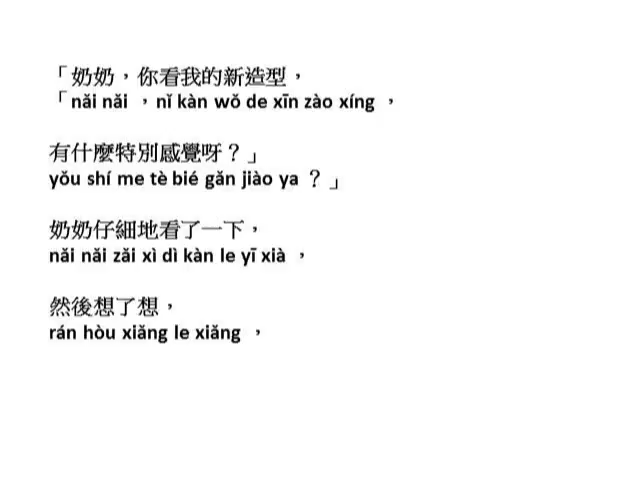 「奶奶，你看我的新造型，
「nǎi nǎi ，nǐ kàn wǒ de xīn zào xíng ，
有什麼特別感覺呀？」
yǒu shí me tè bié gǎn jiào ya ？」
奶奶仔細地看了一下，
nǎi nǎi zǎi xì dì kàn le yī xià ，
然後想了想，
rán hòu xiǎng le xiǎng ，